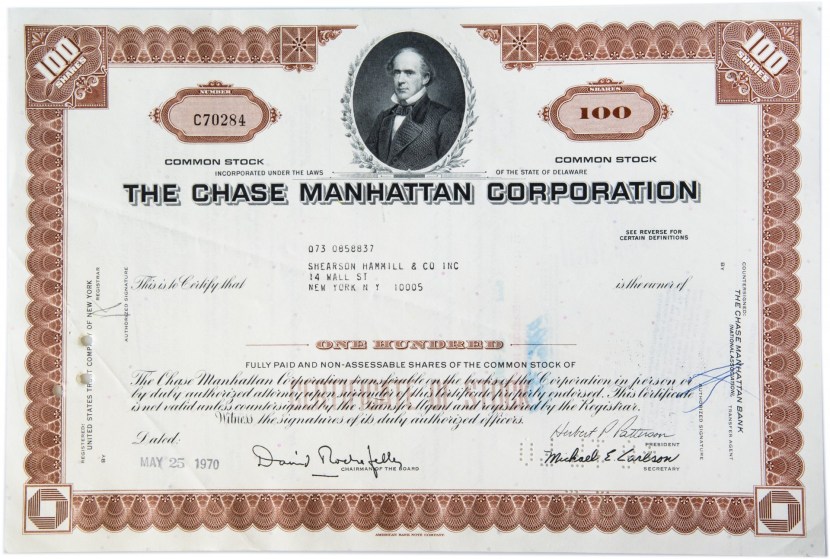 100 SHARES
100 SHARES
NUMBER
C70284
SHARES
100
COMMON STOCK
COMMON STOCK
INCORPORATED UNDER THE LAWS
OF THE STATE OF DELAWARE
THE CHASE MANHATTAN CORPORATION
SEE REVERSE FOR
CERTAIN DEFINITIONS
Q73 0858837
SHEARSON HAMMILL & CO INC
14 WALL ST
NEW YORK N Y 10005
This is to Certify that
is the owner of
ONE HUNDRED
FULLY PAID AND NON-ASSESSABLE SHARES OF THE COMMON STOCK OF
The Chase Manhattan Corporation transferable on the books of the Corporation in person or
by duly authorized attorney upon surrender of this certificate properly endorsed. This certificate
is not valid unless countersigned by the Transfer Agent and registered by the Registrar.
Witness the signatures of its duly authorized officers.
CERTIFICATE OF STOCK
Dated:
MAY 25 1970
David Rockefeller
CHAIRMAN OF THE BOARD
Herbert P Patterson
PRESIDENT
Michael E. Carlson
SECRETARY
REGISTERED:
UNITED STATES TRUST COMPANY OF NEW YORK
REGISTRAR
BY
AUTHORIZED SIGNATURE
COUNTERSIGNED:
THE CHASE MANHATTAN BANK
(NATIONAL ASSOCIATION)
TRANSFER AGENT
BY
AUTHORIZED SIGNATURE
AMERICAN BANK NOTE COMPANY